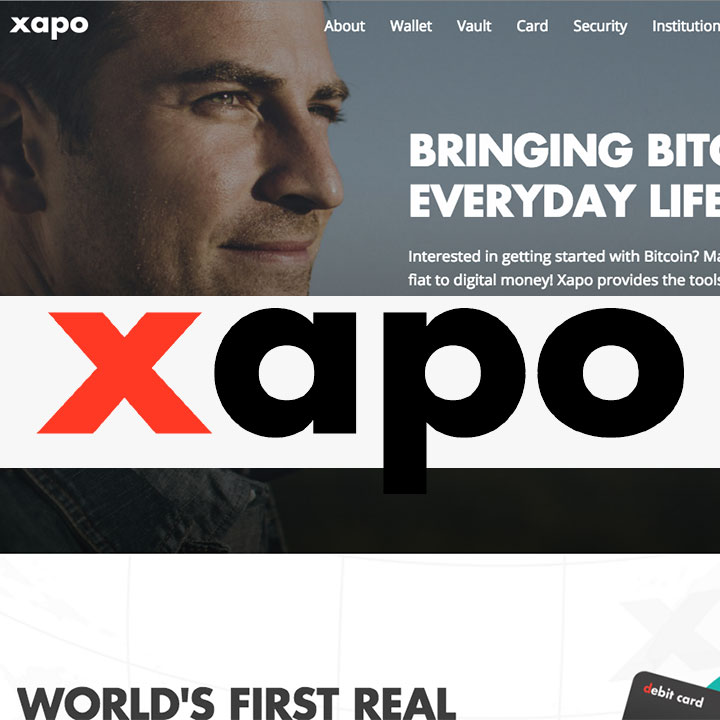 xapo
About Wallet Vault Card Security Institution
BRINGING BITC
EVERYDAY LIFE
Interested in getting started with Bitcoin? Ma
fiat to digital money! Xapo provides the tools
xapo
WORLD'S FIRST REAL
debit card